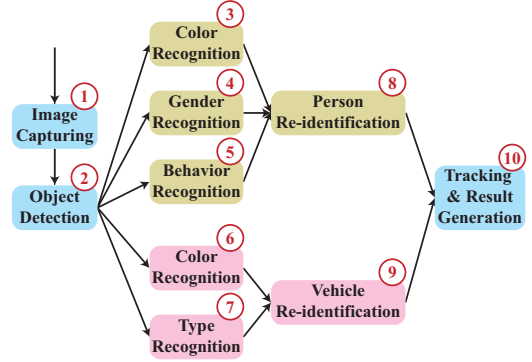 1
Image
Capturing
2
Object
Detection
3
Color
Recognition
4
Gender
Recognition
5
Behavior
Recognition
6
Color
Recognition
7
Type
Recognition
8
Person
Re-identification
9
Vehicle
Re-identification
10
Tracking
& Result
Generation